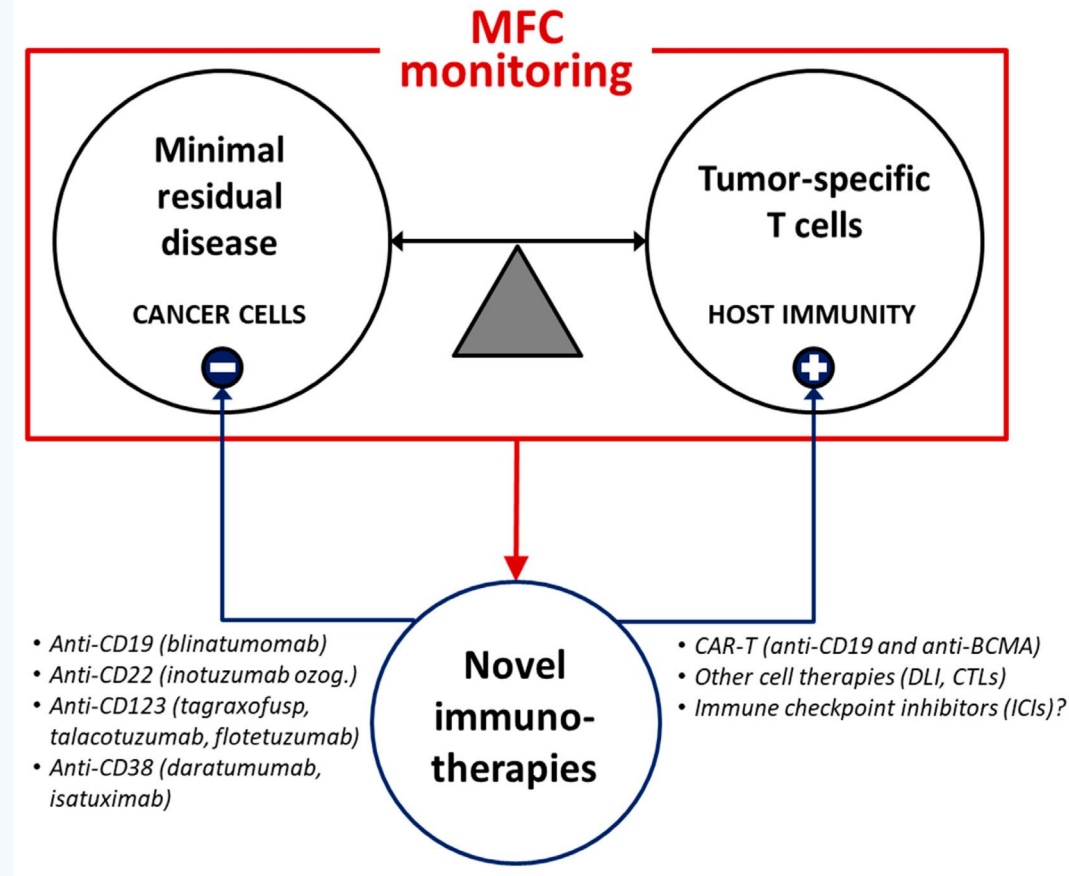 MFC
monitoring
Minimal
residual
disease
CANCER CELLS
Tumor-specific
T cells
HOST IMMUNITY
• Anti-CD19 (blinatumomab)
• Anti-CD22 (inotuzumab ozog.)
• Anti-CD123 (tagraxofusp,
talacotuzumab, flotetuzumab)
• Anti-CD38 (daratumumab,
isatuximab)
Novel
immuno-
therapies
• CAR-T (anti-CD19 and anti-BCMA)
• Other cell therapies (DLI, CTLs)
• Immune checkpoint inhibitors (ICIs)?